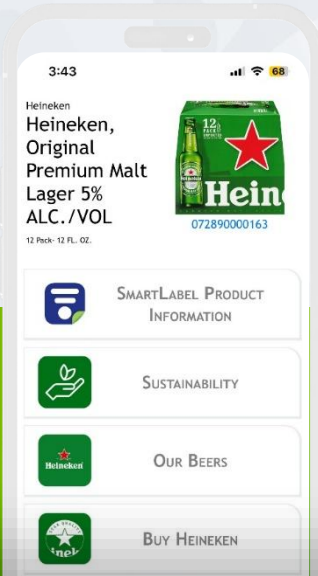 3:43
68
Heineken
Heineken,
Original
Premium Malt
Lager 5%
ALC./VOL
12 Pack- 12 FL. OZ.
12
PACK
Hein
072890000163
SmartLabel Product
Information
Sustainability
Heineken
Our Beers
Buy Heineken